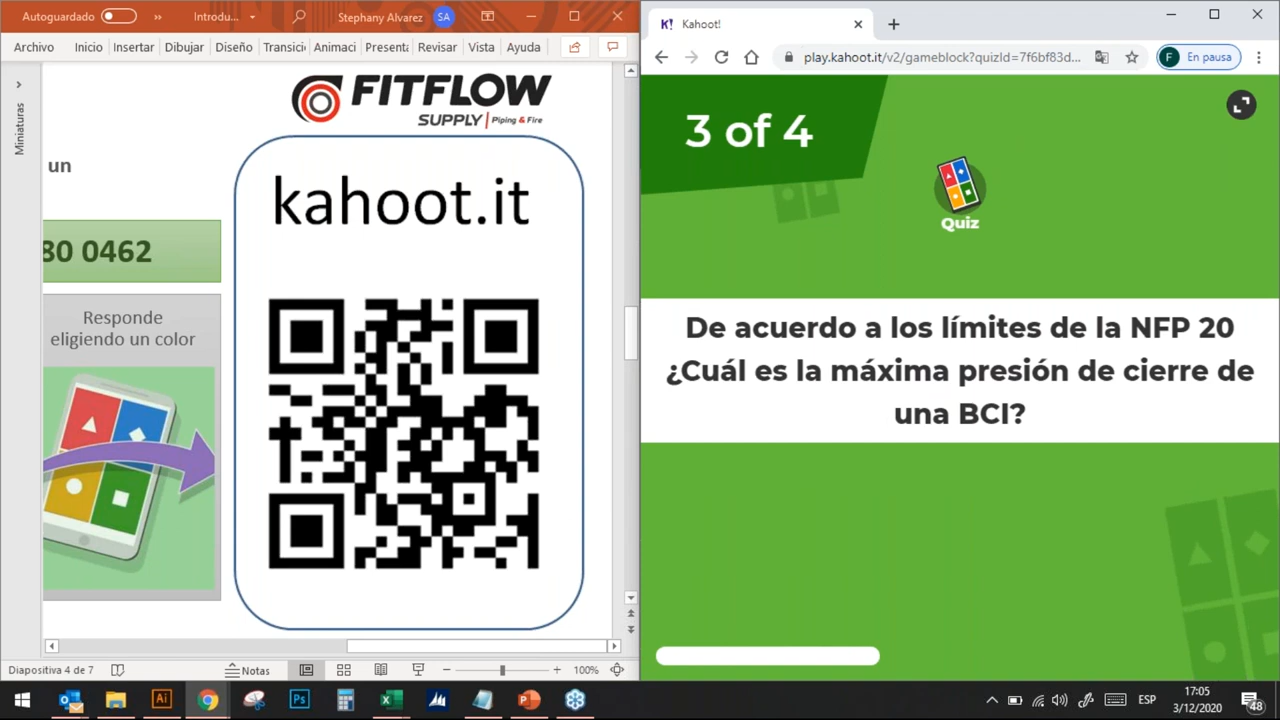 Autoguardado
Introdu...
Stephany Alvarez
SA
Archivo
Inicio
Insertar
Dibujar
Diseño
Transici
Animaci
Present
Revisar
Vista
Ayuda
Miniaturas
un
80 0462
Responde
eligiendo un color
FITFLOW
SUPPLY | Piping & Fire
kahoot.it
Diapositiva 4 de 7
Notas
100%
K! Kahoot!
play.kahoot.it/v2/gameblock?quizId=7f6bf83d...
F
En pausa
3 of 4
Quiz
De acuerdo a los límites de la NFP 20
¿Cuál es la máxima presión de cierre de
una BCI?
Ai
Ps
ESP
17:05
3/12/2020
48